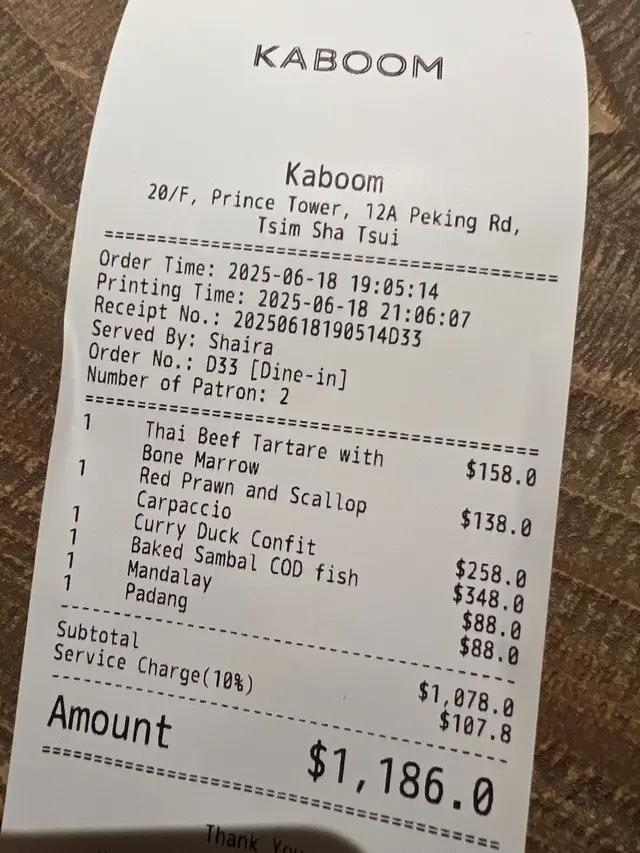 KABOOM
Kaboom
20/F, Prince Tower, 12A Peking Rd,
Tsim Sha Tsui
Order Time: 2025-06-18 19:05:14
Printing Time: 2025-06-18 21:06:07
Receipt No.: 20250618190514D33
Served By: Shaira
Order No.: D33 [Dine-in]
Number of Patron: 2
1 Thai Beef Tartare with $158.0
Bone Marrow
1 Red Prawn and Scallop $138.0
Carpaccio
1 Curry Duck Confit $258.0
1 Baked Sambal COD fish $348.0
1 Mandalay $88.0
1 Padang $88.0
Subtotal $1,078.0
Service Charge(10%) $107.8
Amount $1,186.0
Thank You